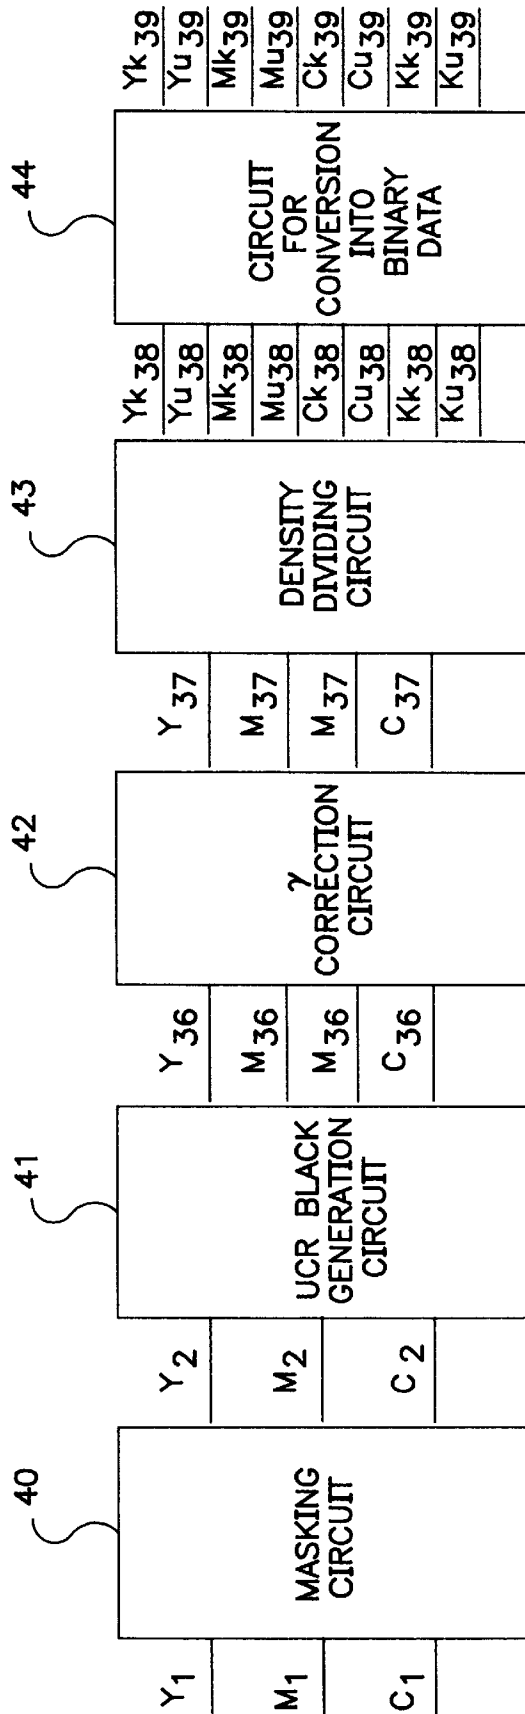 40
41
42
43
44
Y1
M1
C1
MASKING
CIRCUIT
Y2
M2
C2
UCR BLACK
GENERATION
CIRCUIT
Y36
M36
M36
C36
γ
CORRECTION
CIRCUIT
Y37
M37
M37
C37
DENSITY
DIVIDING
CIRCUIT
Yk38
Yu38
Mk38
Mu38
Ck38
Cu38
Kk38
Ku38
CIRCUIT
FOR
CONVERSION
INTO
BINARY
DATA
Yk39
Yu39
Mk39
Mu39
Ck39
Cu39
Kk39
Ku39